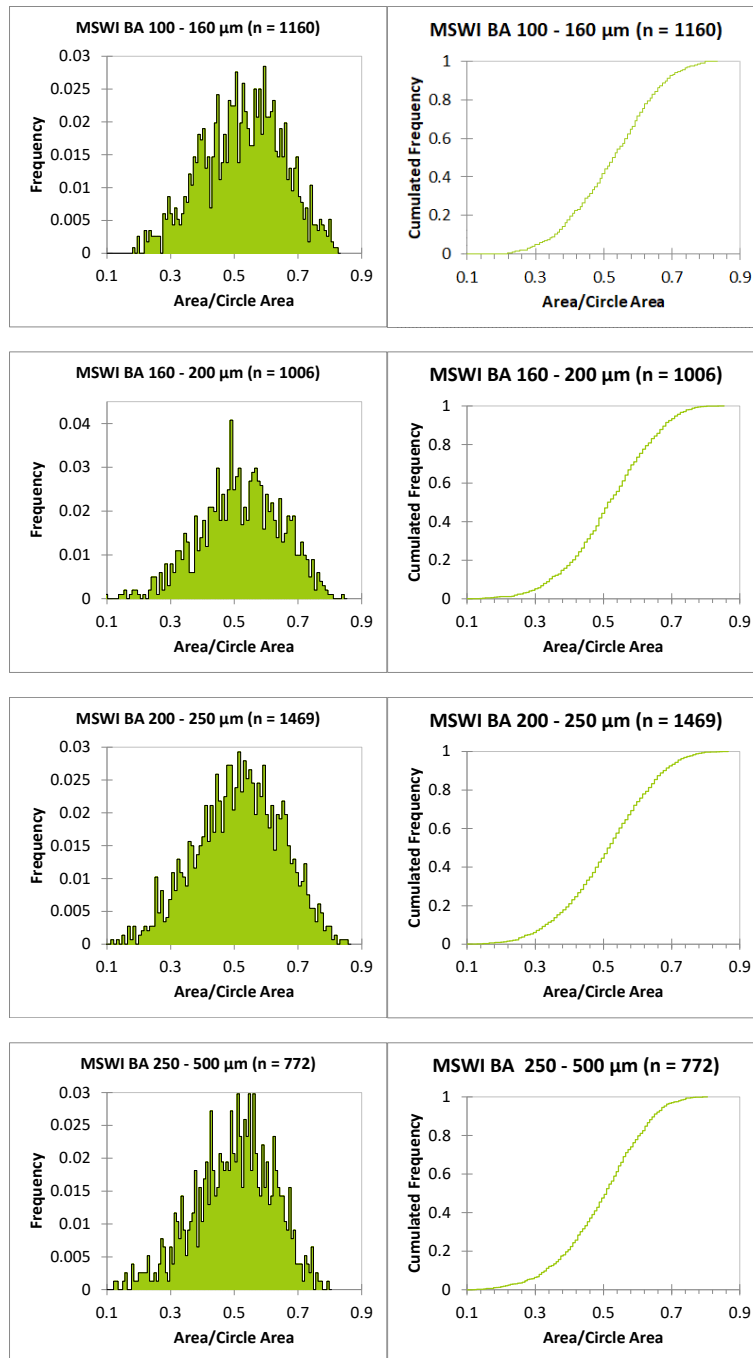 MSWI BA 100 - 160 µm (n = 1160)
0.03
0.025
0.02
0.015
0.01
0.005
0
Frequency
0.1 0.3 0.5 0.7 0.9
Area/Circle Area
MSWI BA 100 - 160 µm (n = 1160)
1
0.8
0.6
0.4
0.2
0
Cumulated Frequency
0.1 0.3 0.5 0.7 0.9
Area/Circle Area
MSWI BA 160 - 200 µm (n = 1006)
0.04
0.03
0.02
0.01
0
Frequency
0.1 0.3 0.5 0.7 0.9
Area/Circle Area
MSWI BA 160 - 200 µm (n = 1006)
1
0.8
0.6
0.4
0.2
0
Cumulated Frequency
0.1 0.3 0.5 0.7 0.9
Area/Circle Area
MSWI BA 200 - 250 µm (n = 1469)
0.03
0.025
0.02
0.015
0.01
0.005
0
Frequency
0.1 0.3 0.5 0.7 0.9
Area/Circle Area
MSWI BA 200 - 250 µm (n = 1469)
1
0.8
0.6
0.4
0.2
0
Cumulated Frequency
0.1 0.3 0.5 0.7 0.9
Area/Circle Area
MSWI BA 250 - 500 µm (n = 772)
0.03
0.025
0.02
0.015
0.01
0.005
0
Frequency
0.1 0.3 0.5 0.7 0.9
Area/Circle Area
MSWI BA 250 - 500 µm (n = 772)
1
0.8
0.6
0.4
0.2
0
Cumulated Frequency
0.1 0.3 0.5 0.7 0.9
Area/Circle Area